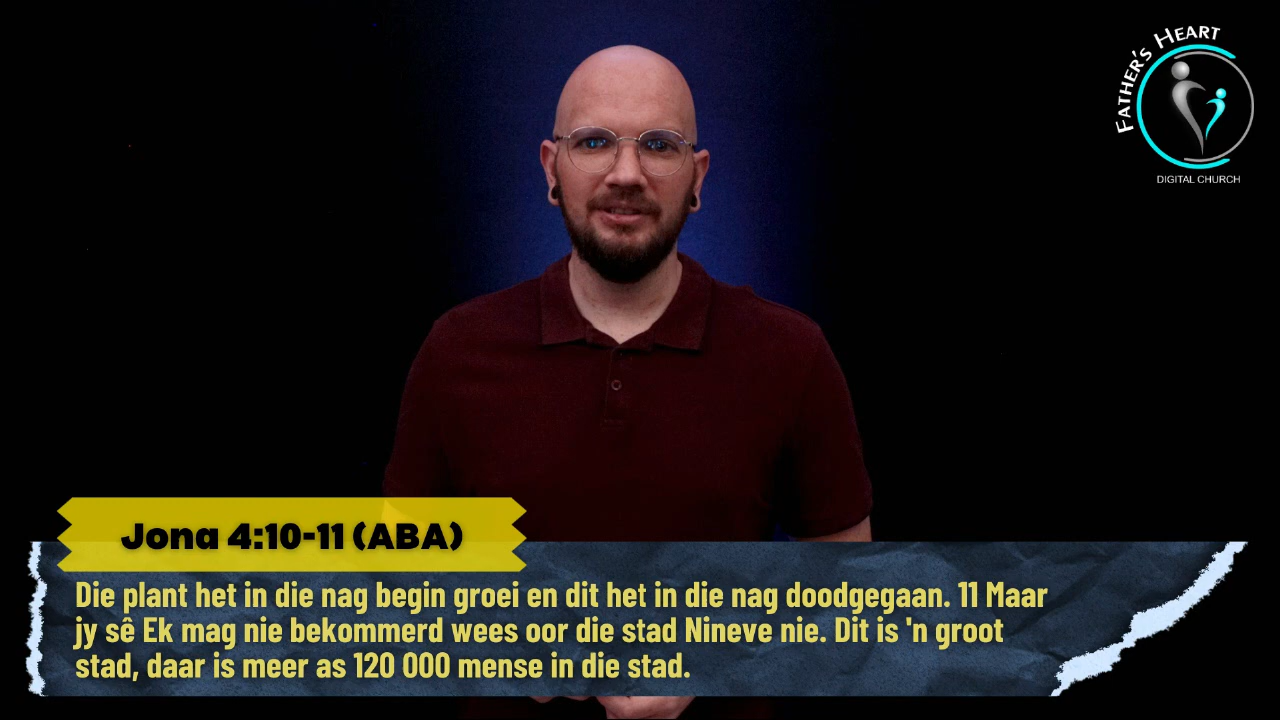 FATHER'S HEART
DIGITAL CHURCH
Jona 4:10-11 (ABA)
Die plant het in die nag begin groei en dit het in die nag doodgegaan. 11 Maar
jy sê Ek mag nie bekommerd wees oor die stad Nineve nie. Dit is 'n groot
stad, daar is meer as 120 000 mense in die stad.